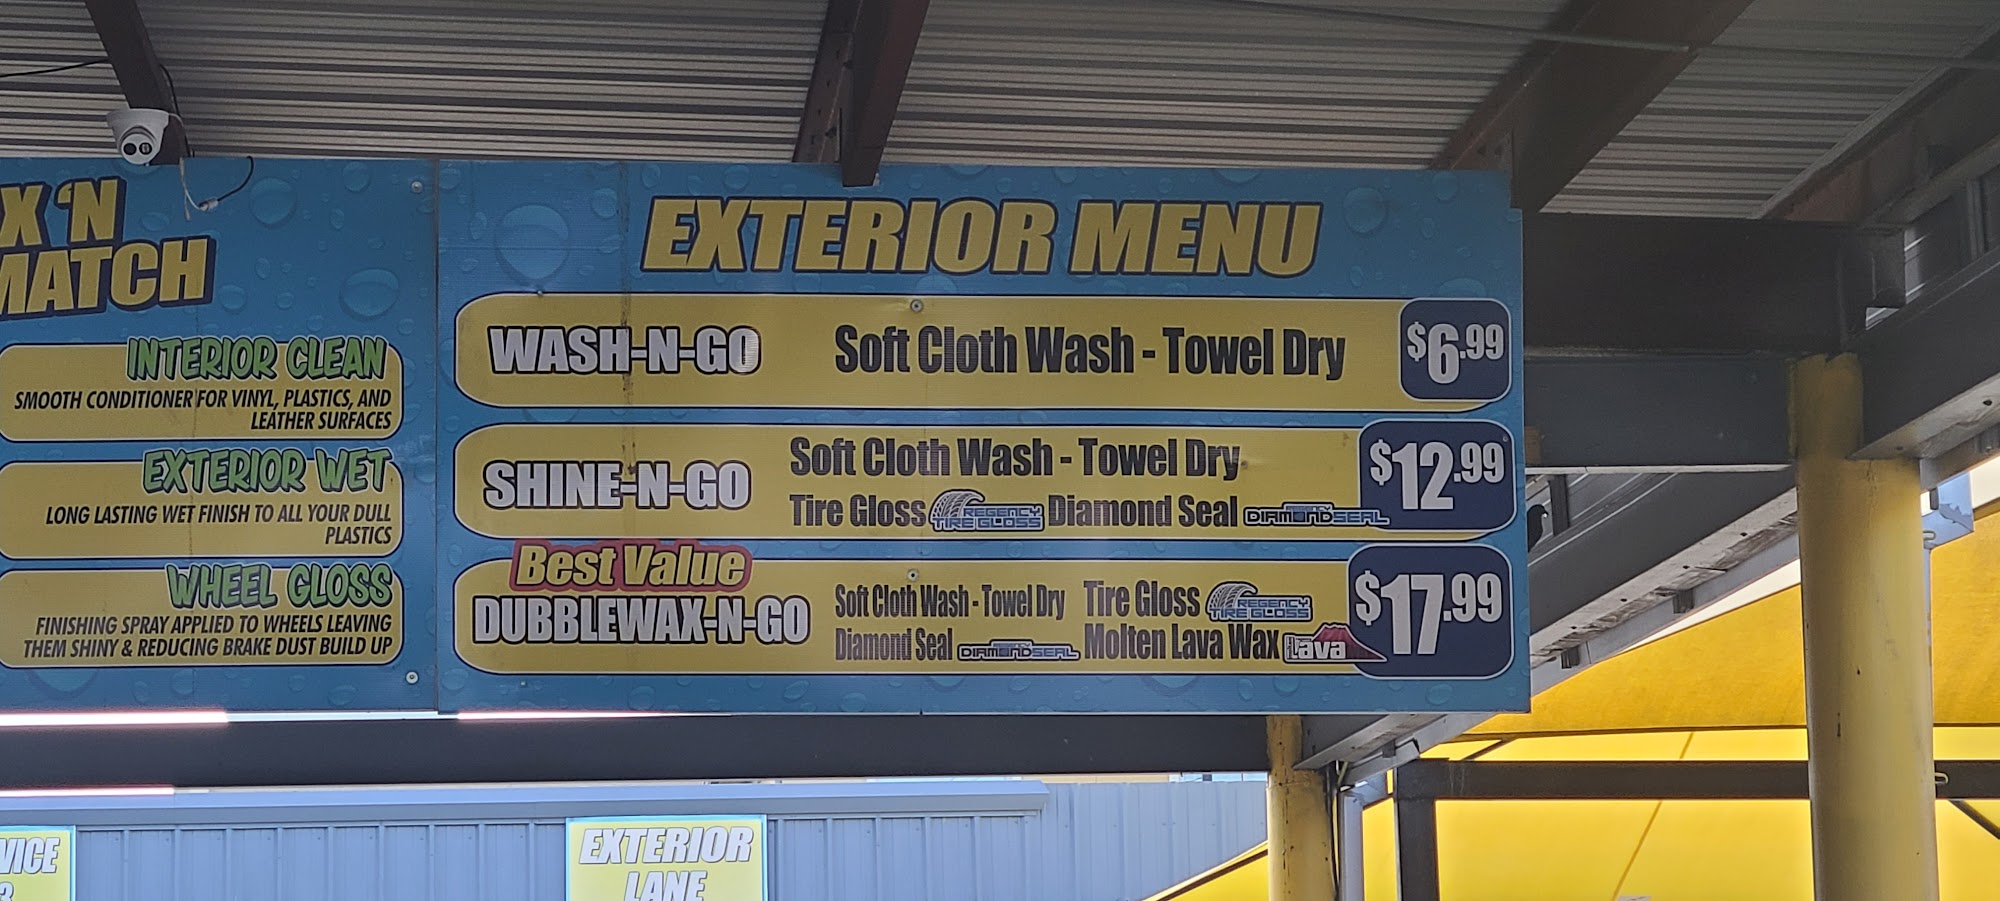 X 'N
MATCH
INTERIOR CLEAN
SMOOTH CONDITIONER FOR VINYL, PLASTICS, AND
LEATHER SURFACES
EXTERIOR WET
LONG LASTING WET FINISH TO ALL YOUR DULL
PLASTICS
WHEEL GLOSS
FINISHING SPRAY APPLIED TO WHEELS LEAVING
THEM SHINY & REDUCING BRAKE DUST BUILD UP
EXTERIOR MENU
WASH-N-GO Soft Cloth Wash - Towel Dry $6.99
SHINE-N-GO Soft Cloth Wash - Towel Dry $12.99
Tire Gloss REGENCY TIRE GLOSS Diamond Seal DIAMONDSEAL
Best Value
DUBBLEWAX-N-GO Soft Cloth Wash - Towel Dry Tire Gloss REGENCY TIRE GLOSS $17.99
Diamond Seal DIAMONDSEAL Molten Lava Wax Lava
VICE
3
EXTERIOR
LANE